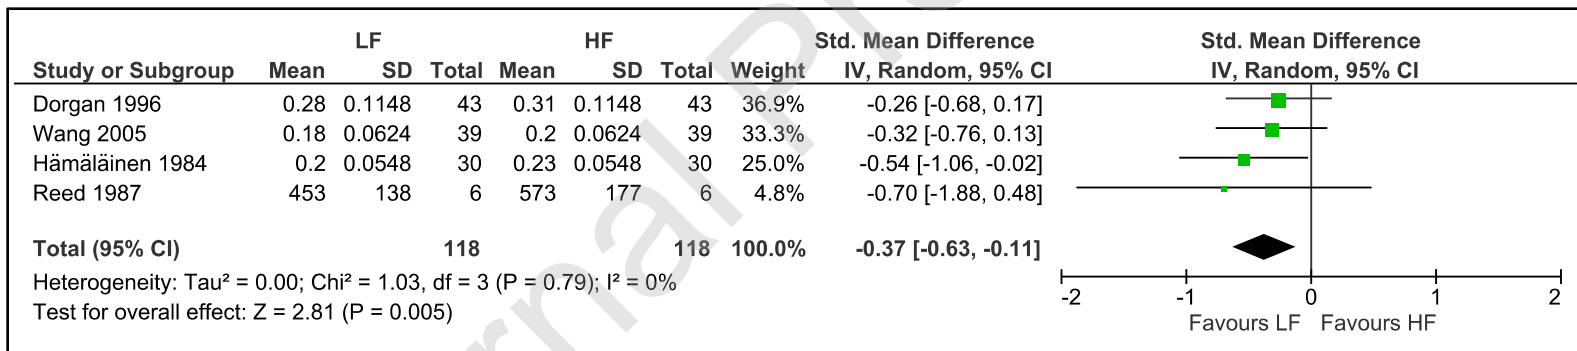 LF HF Std. Mean Difference Std. Mean Difference
Study or Subgroup Mean SD Total Mean SD Total Weight IV, Random, 95% CI IV, Random, 95% CI
Dorgan 1996 0.28 0.1148 43 0.31 0.1148 43 36.9% -0.26 [-0.68, 0.17]
Wang 2005 0.18 0.0624 39 0.2 0.0624 39 33.3% -0.32 [-0.76, 0.13]
Hämäläinen 1984 0.2 0.0548 30 0.23 0.0548 30 25.0% -0.54 [-1.06, -0.02]
Reed 1987 453 138 6 573 177 6 4.8% -0.70 [-1.88, 0.48]
Total (95% CI) 118 118 100.0% -0.37 [-0.63, -0.11]
Heterogeneity: Tau² = 0.00; Chi² = 1.03, df = 3 (P = 0.79); I² = 0%
Test for overall effect: Z = 2.81 (P = 0.005)
-2 -1 0 1 2
Favours LF Favours HF